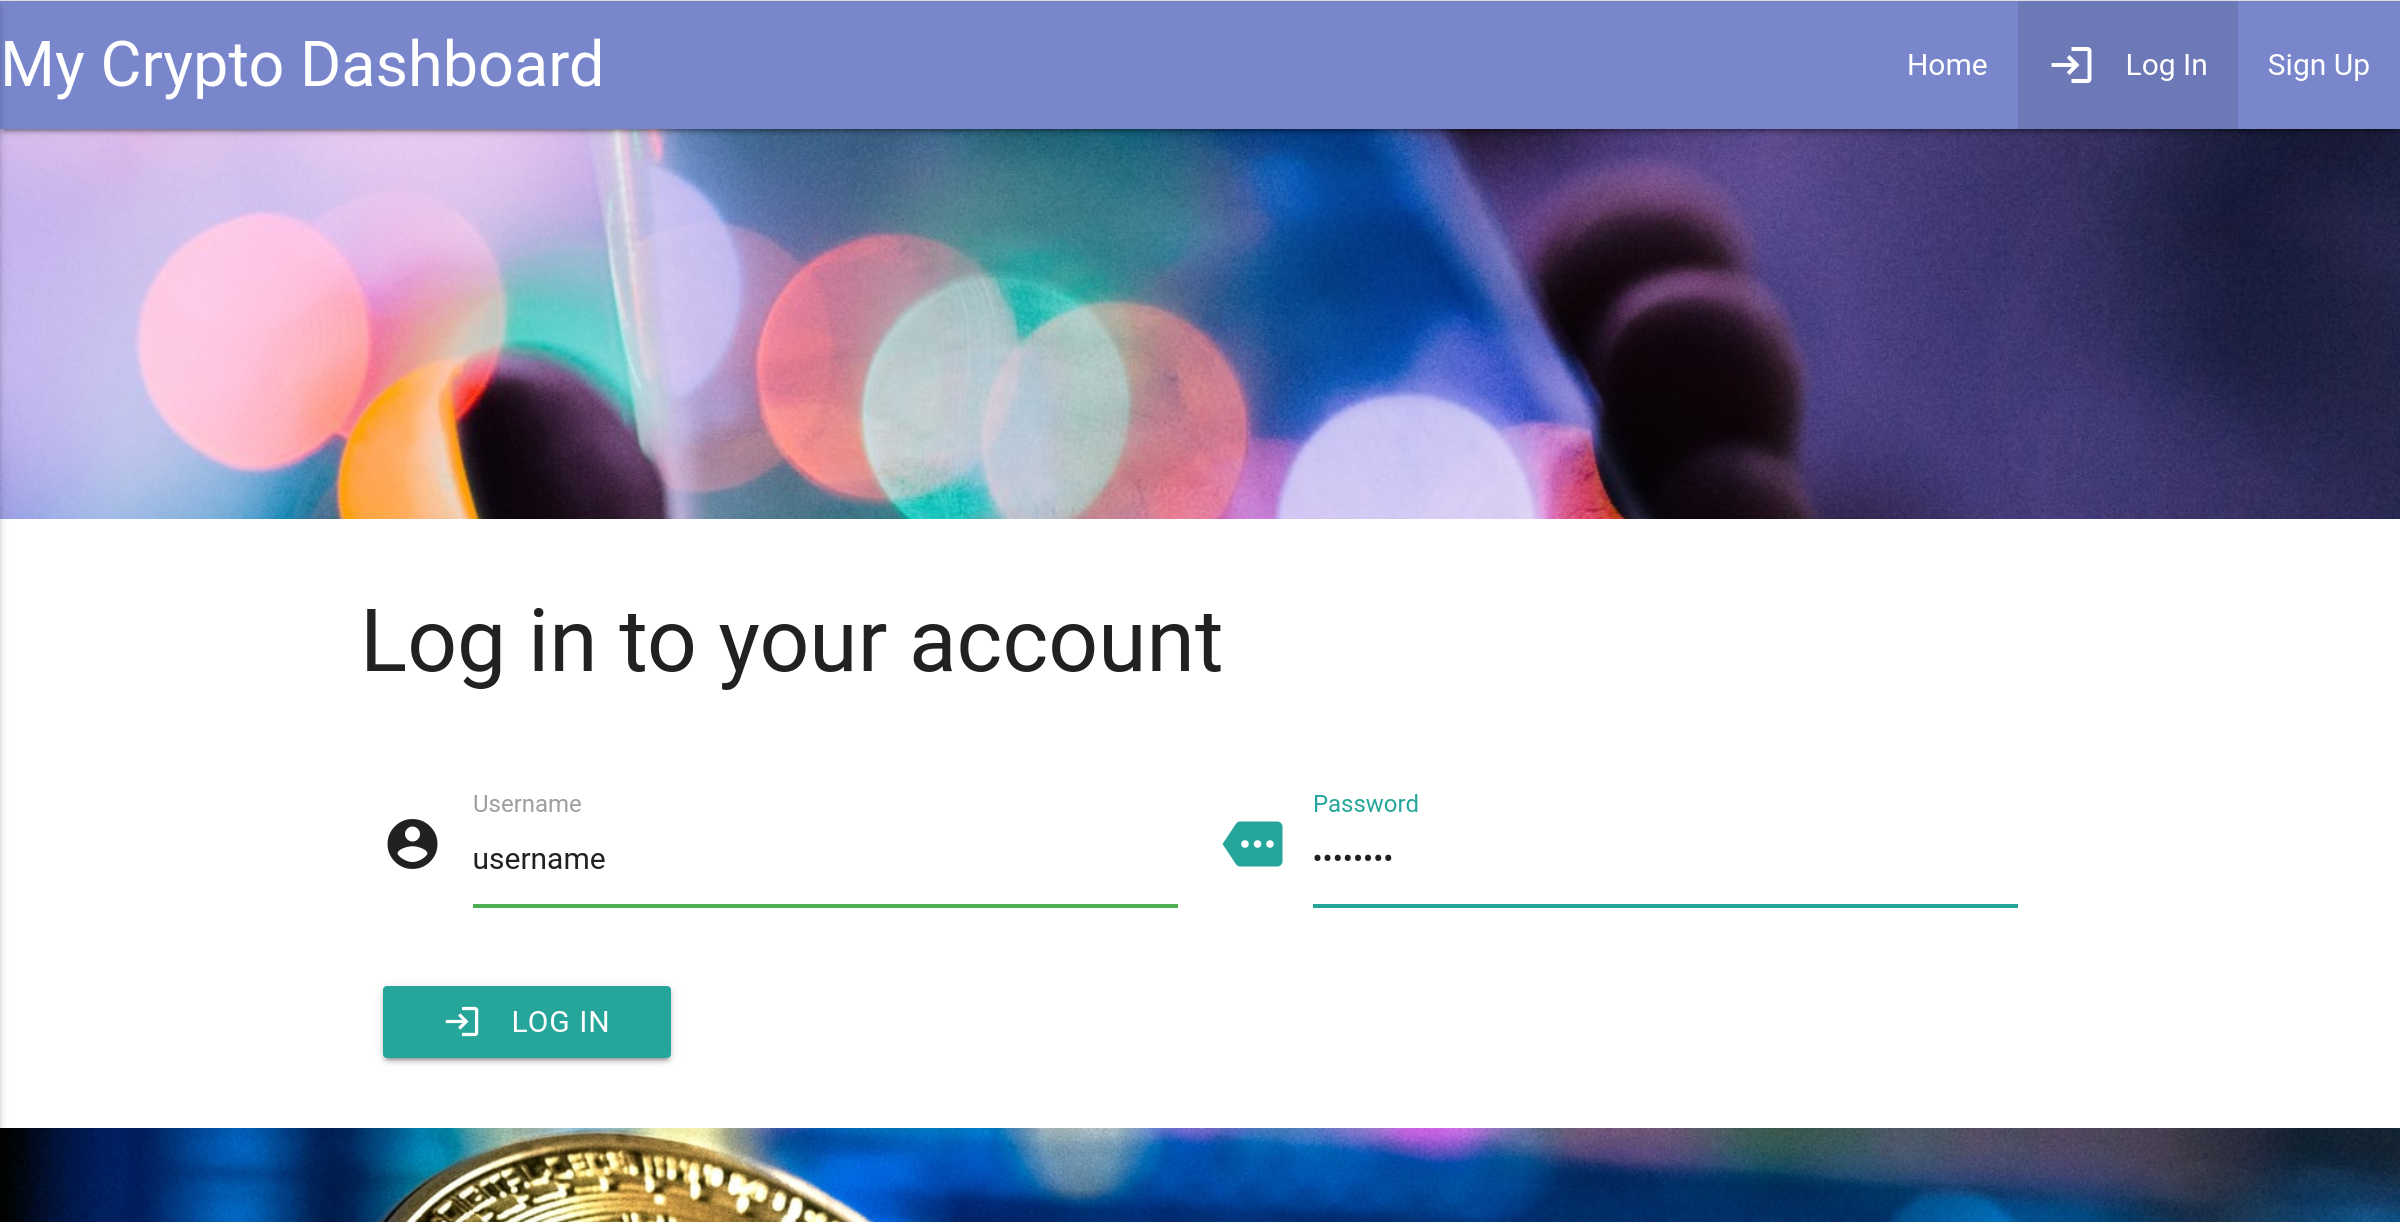 My Crypto Dashboard
Home
Log In
Sign Up
Log in to your account
Username
Password
username
••••••••
LOG IN